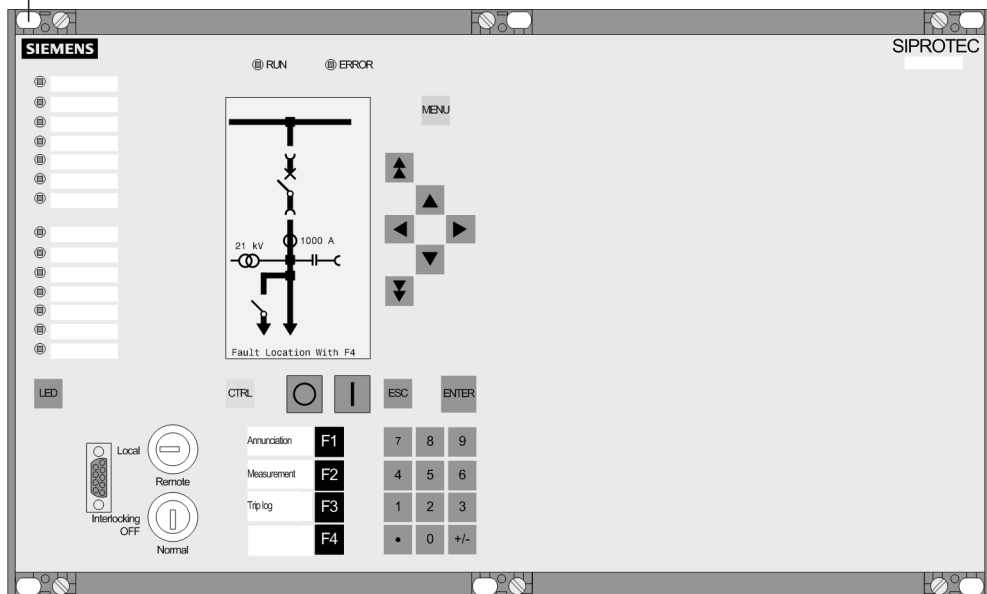 SIEMENS
SIPROTEC
RUN ERROR
MENU
21 kV 1000 A
Fault Location With F4
LED
CTRL
ESC
ENTER
Local
Remote
Interlocking
OFF
Normal
Annunciation F1
Measurement F2
Trip log F3
F4
7 8 9
4 5 6
1 2 3
• 0 +/-